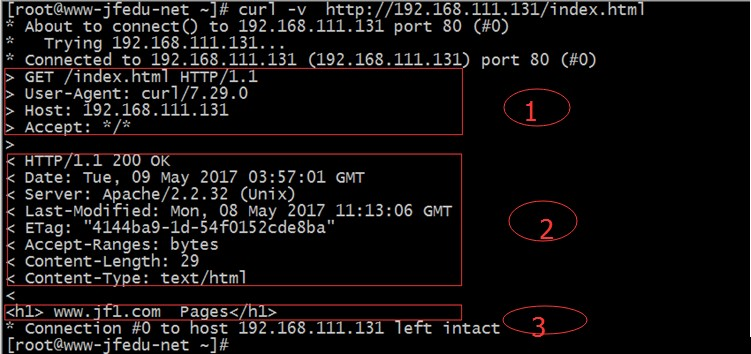 [root@www-jfedu-net ~]# curl -v  http://192.168.111.131/index.html
* About to connect() to 192.168.111.131 port 80 (#0)
*   Trying 192.168.111.131...
* Connected to 192.168.111.131 (192.168.111.131) port 80 (#0)
> GET /index.html HTTP/1.1
> User-Agent: curl/7.29.0
> Host: 192.168.111.131
> Accept: */*
>
1
< HTTP/1.1 200 OK
< Date: Tue, 09 May 2017 03:57:01 GMT
< Server: Apache/2.2.32 (Unix)
< Last-Modified: Mon, 08 May 2017 11:13:06 GMT
< ETag: "4144ba9-1d-54f0152cde8ba"
< Accept-Ranges: bytes
< Content-Length: 29
< Content-Type: text/html
<
2
<h1> www.jf1.com  Pages</h1>
3
* Connection #0 to host 192.168.111.131 left intact
[root@www-jfedu-net ~]#